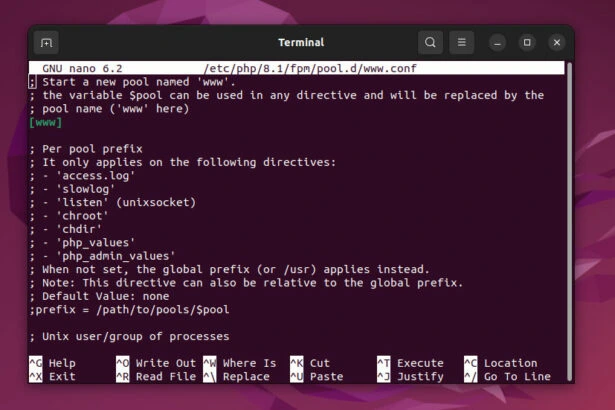 Terminal
GNU nano 6.2 /etc/php/8.1/fpm/pool.d/www.conf
; Start a new pool named 'www'.
; the variable $pool can be used in any directive and will be replaced by the
; pool name ('www' here)
[www]
; Per pool prefix
; It only applies on the following directives:
; - 'access.log'
; - 'slowlog'
; - 'listen' (unixsocket)
; - 'chroot'
; - 'chdir'
; - 'php_values'
; - 'php_admin_values'
; When not set, the global prefix (or /usr) applies instead.
; Note: This directive can also be relative to the global prefix.
; Default Value: none
;prefix = /path/to/pools/$pool
; Unix user/group of processes
^G Help ^O Write Out ^W Where Is ^K Cut ^T Execute ^C Location
^X Exit ^R Read File ^\ Replace ^U Paste ^J Justify ^/ Go To Line